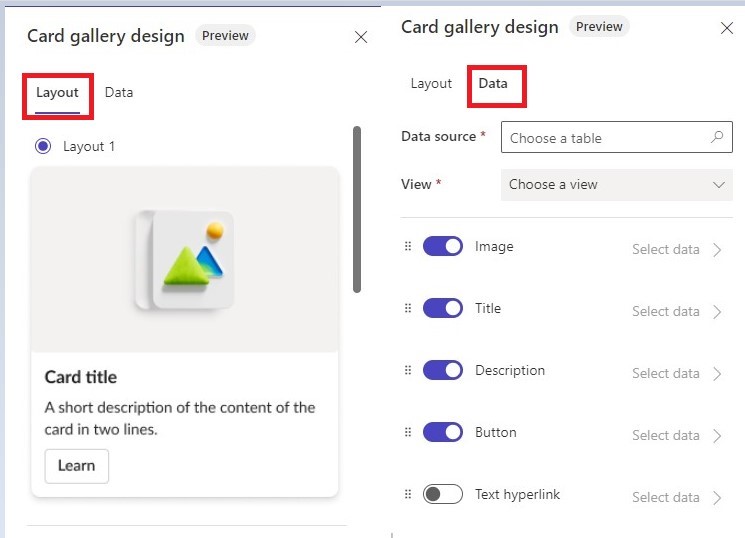 Card gallery design Preview
Layout Data
Layout 1
Card title
A short description of the content of the
card in two lines.
Learn
Card gallery design Preview
Layout Data
Data source * Choose a table
View * Choose a view
Image Select data
Title Select data
Description Select data
Button Select data
Text hyperlink Select data